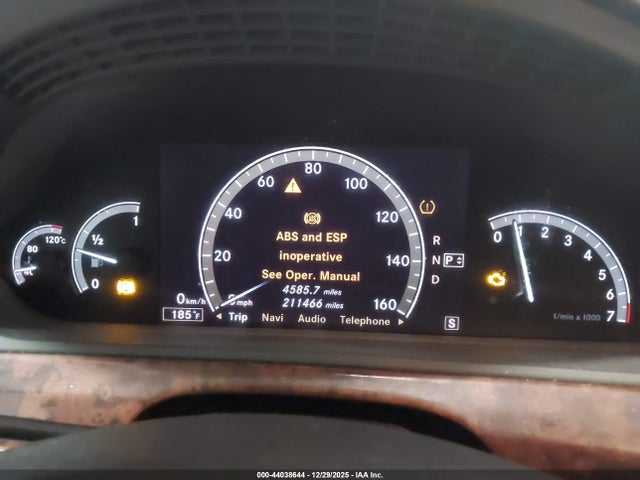 80
60 100
40 120
20 140
160
ABS and ESP
inoperative
See Oper. Manual
4585.7 miles
211466 miles
0 km/h
mph
185°F
Trip Navi Audio Telephone
120°C
80
1
½
0
R
N P
D
S
0 1 2 3 4 5 6 7
1/min x 1000
000-44038644 - 12/29/2025 - IAA Inc.